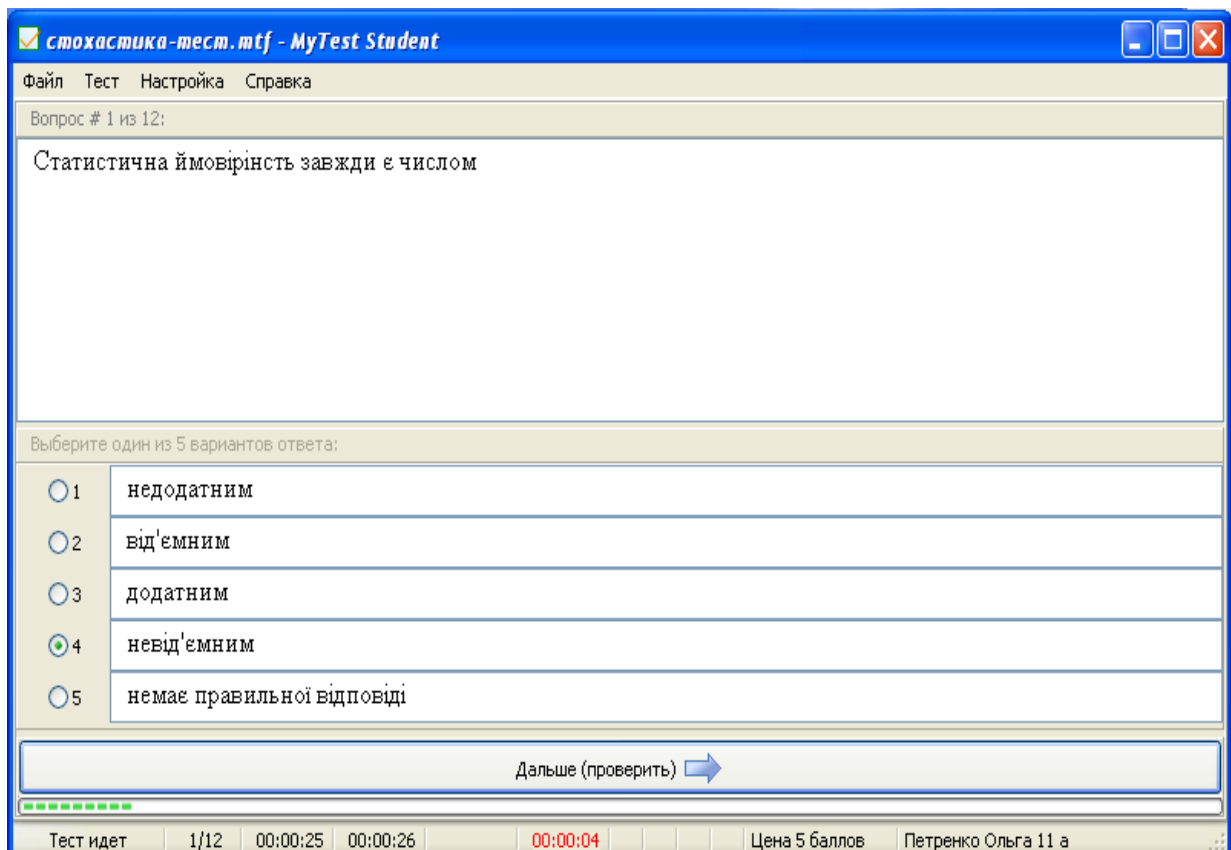 стохастика-тест.mtf - MyTest Student
Файл Тест Настройка Справка
Вопрос # 1 из 12:
Статистична ймовірінсть завжди є числом
Выберите один из 5 вариантов ответа:
1 недодатним
2 від'ємним
3 додатним
4 невід'ємним
5 немає правильної відповіді
Дальше (проверить)
Тест идет 1/12 00:00:25 00:00:26 00:00:04 Цена 5 баллов Петренко Ольга 11 а